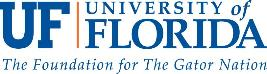 UF UNIVERSITY of
FLORIDA
The Foundation for The Gator Nation